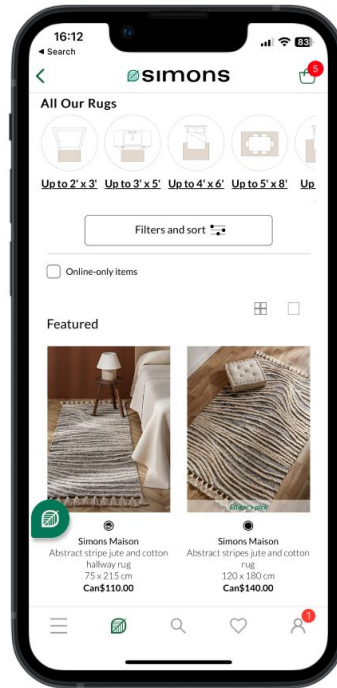 16:12
83
◄ Search
simons
5
All Our Rugs
Up to 2' x 3' Up to 3' x 5' Up to 4' x 6' Up to 5' x 8' Up
Filters and sort
Online-only items
Featured
Editor's pick
Simons Maison
Abstract stripe jute and cotton
hallway rug
75 x 215 cm
Can$110.00
Simons Maison
Abstract stripes jute and cotton
rug
120 x 180 cm
Can$140.00
1